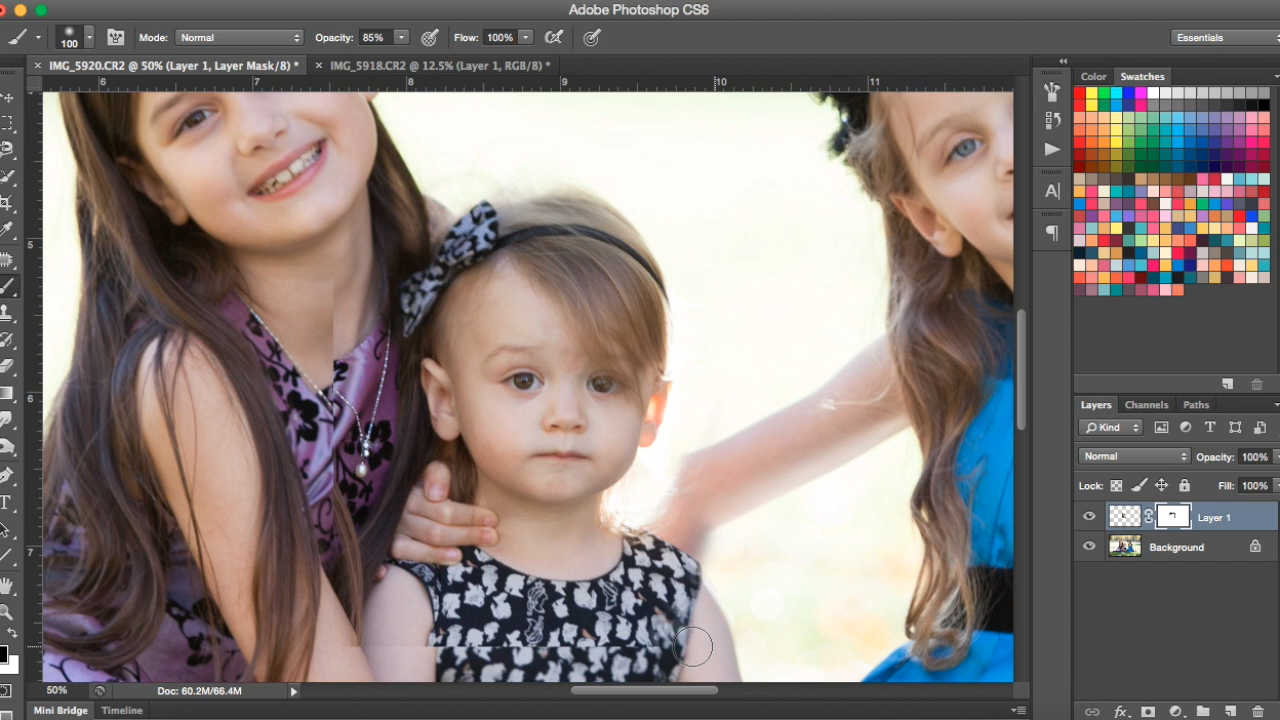 Adobe Photoshop CS6
100 Mode: Normal Opacity: 85% Flow: 100% Essentials
× IMG_5920.CR2 @ 50% (Layer 1, Layer Mask/8) * × IMG_5918.CR2 @ 12.5% (Layer 1, RGB/8) *
6 7 8 9 10 11
Color Swatches
5
6
7
Layers Channels Paths
Kind
Normal Opacity: 100%
Lock: Fill: 100%
Layer 1
Background
50% Doc: 60.2M/66.4M
Mini Bridge Timeline